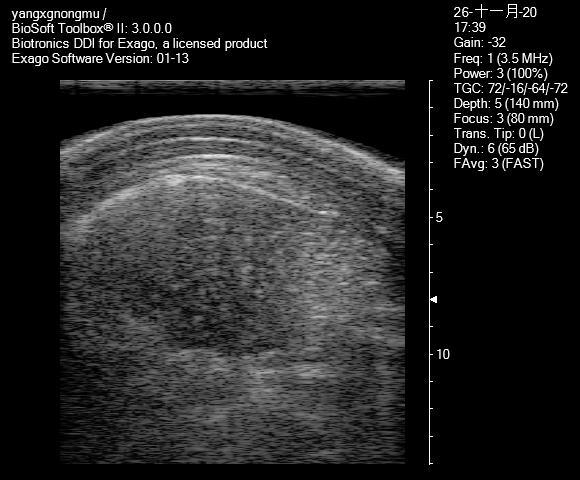 yangxgnongmu /
BioSoft Toolbox® II: 3.0.0.0
Biotronics DDI for Exago, a licensed product
Exago Software Version: 01-13
26-十一月-20
17:39
Gain: -32
Freq: 1 (3.5 MHz)
Power: 3 (100%)
TGC: 72/-16/-64/-72
Depth: 5 (140 mm)
Focus: 3 (80 mm)
Trans. Tip: 0 (L)
Dyn.: 6 (65 dB)
FAvg: 3 (FAST)
5
10